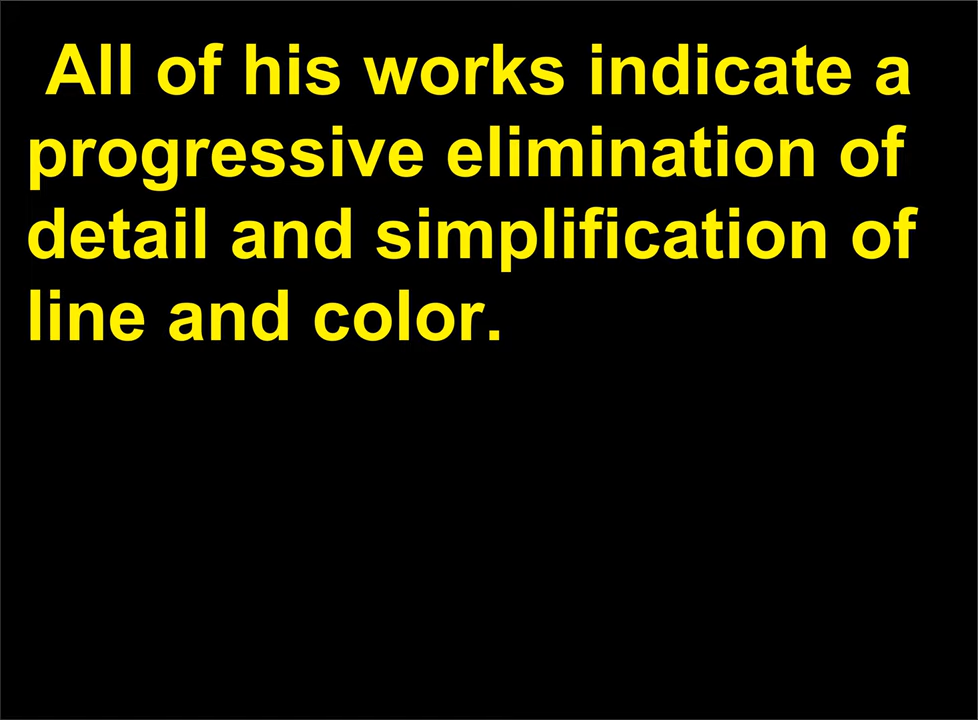 All of his works indicate a
progressive elimination of
detail and simplification of
line and color.